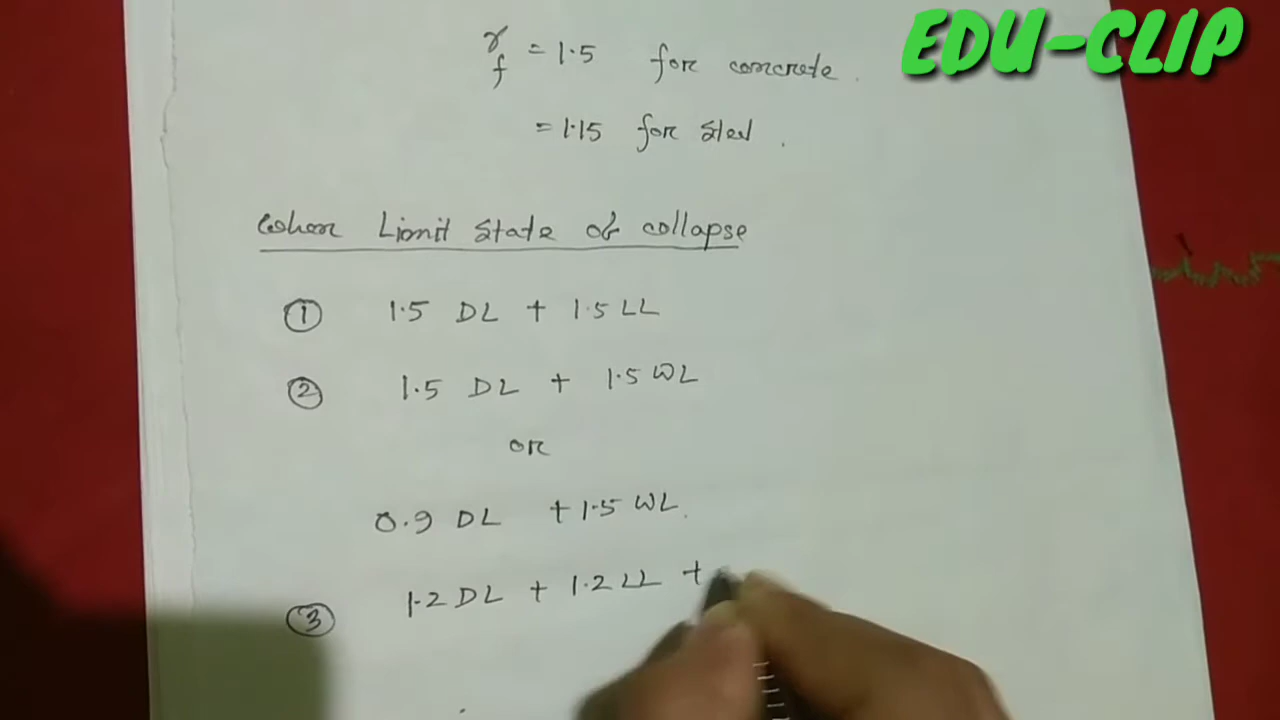 EDU-CLIP
γf = 1.5 for concrete.
= 1.15 for steel.
When Limit State of collapse
① 1.5 DL + 1.5 LL
② 1.5 DL + 1.5 WL
or
0.9 DL + 1.5 WL.
③ 1.2 DL + 1.2 LL +